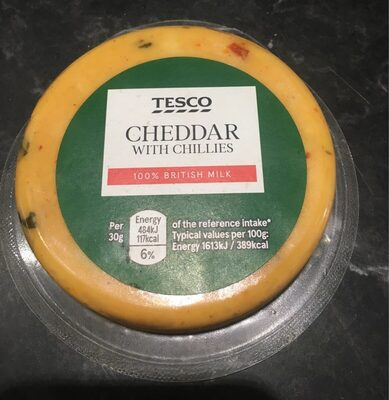 TESCO
CHEDDAR
WITH CHILLIES
100% BRITISH MILK
Per
30g
Energy
484kJ
117kcal
6%
of the reference intake*
Typical values per 100g:
Energy 1613kJ / 389kcal